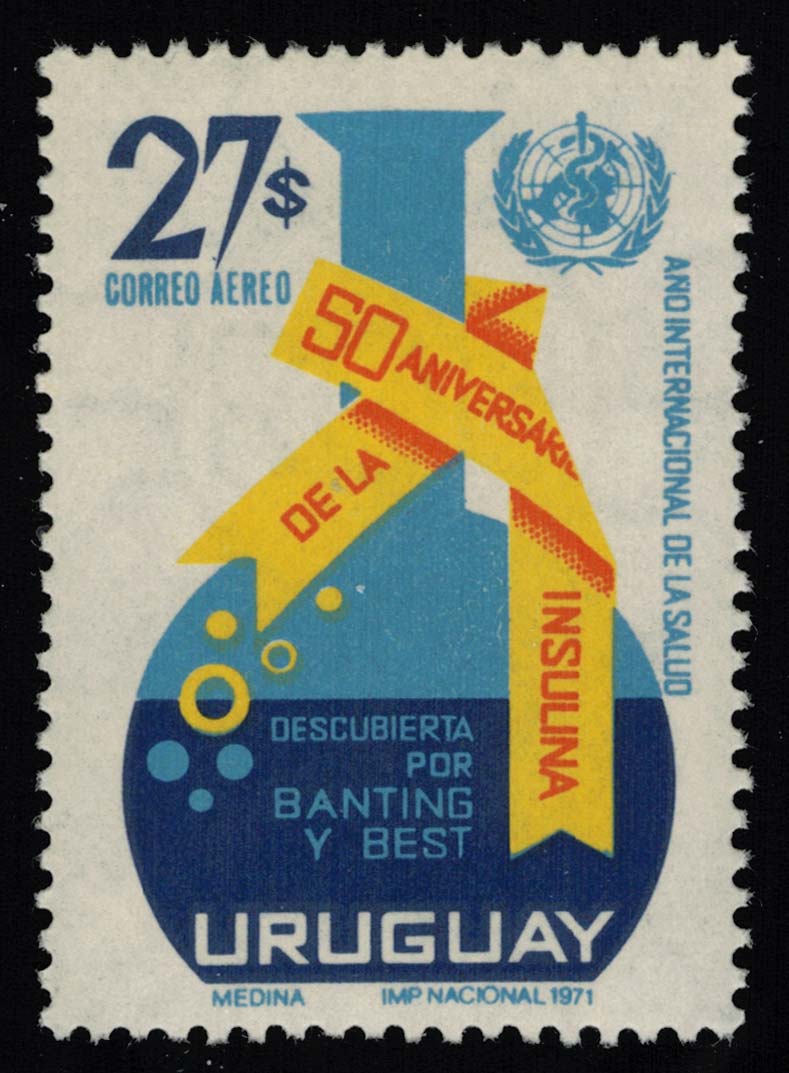 27$
CORREO AEREO
50 ANIVERSARIO
DE LA
INSULINA
AÑO INTERNACIONAL DE LA SALUD
DESCUBIERTA
POR
BANTING
Y BEST
URUGUAY
MEDINA IMP NACIONAL 1971